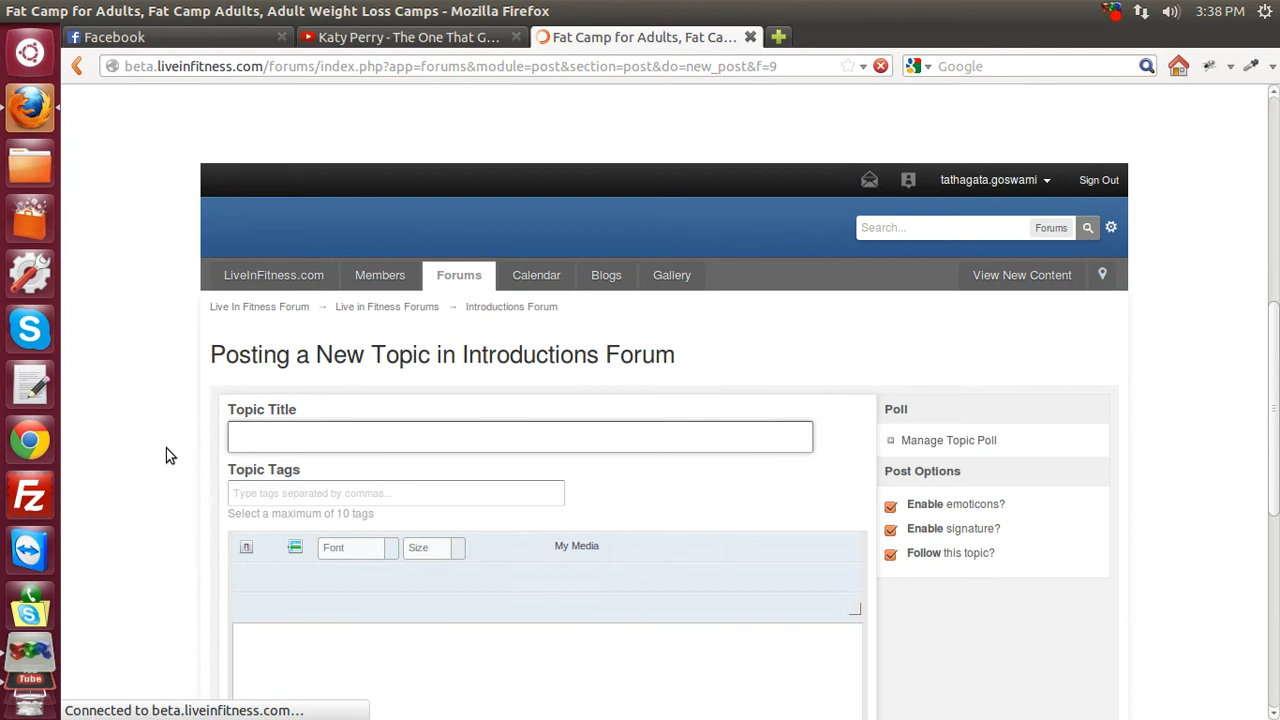 Fat Camp for Adults, Fat Camp Adults, Adult Weight Loss Camps - Mozilla Firefox
3:38 PM
Facebook
Katy Perry - The One That G...
Fat Camp for Adults, Fat Ca...
beta.liveinfitness.com/forums/index.php?app=forums&module=post&section=post&do=new_post&f=9
Google
tathagata.goswami
Sign Out
Search...
Forums
LiveInFitness.com
Members
Forums
Calendar
Blogs
Gallery
View New Content
Live In Fitness Forum → Live in Fitness Forums → Introductions Forum
Posting a New Topic in Introductions Forum
Topic Title
Topic Tags
Type tags separated by commas...
Select a maximum of 10 tags
Font
Size
My Media
Poll
Manage Topic Poll
Post Options
Enable emoticons?
Enable signature?
Follow this topic?
Tube
Connected to beta.liveinfitness.com...